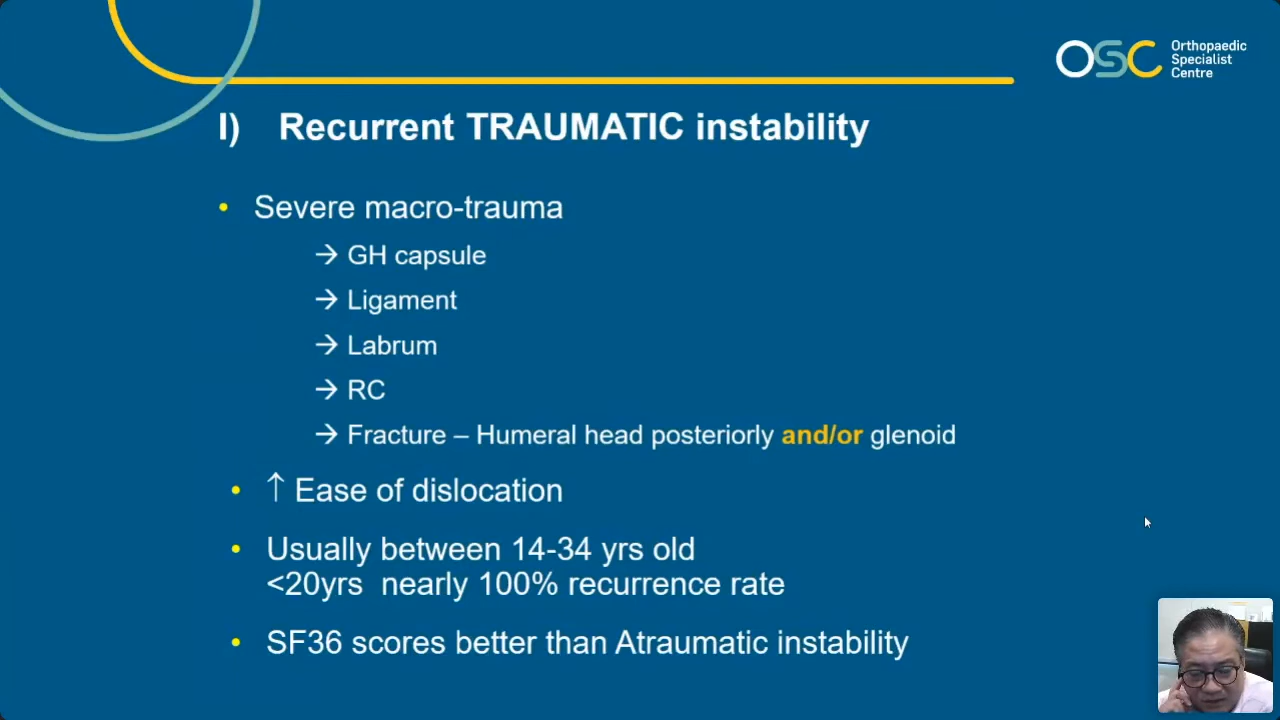 OSC
Orthopaedic
Specialist
Centre
I) Recurrent TRAUMATIC instability
• Severe macro-trauma
→ GH capsule
→ Ligament
→ Labrum
→ RC
→ Fracture – Humeral head posteriorly and/or glenoid
• ↑ Ease of dislocation
• Usually between 14-34 yrs old
<20yrs nearly 100% recurrence rate
• SF36 scores better than Atraumatic instability